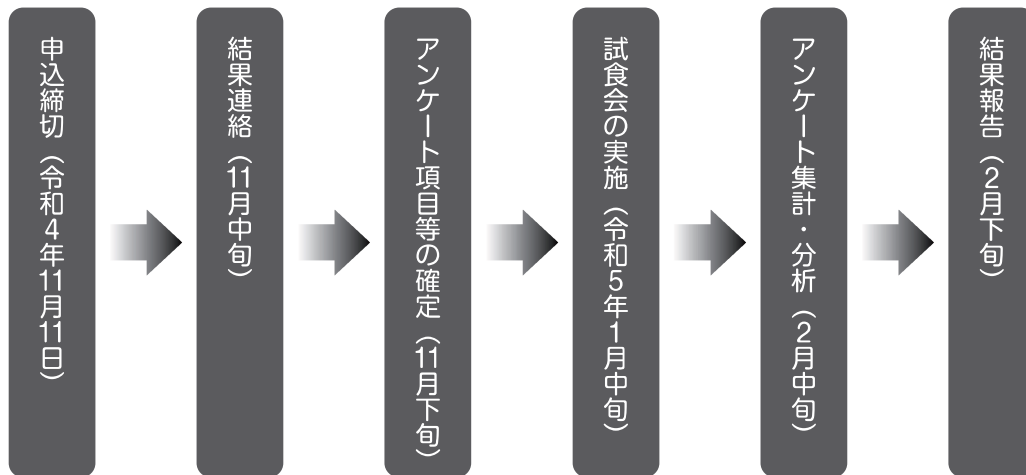 申込締切（令和4年11月11日）
結果連絡（11月中旬）
アンケート項目等の確定（11月下旬）
試食会の実施（令和5年1月中旬）
アンケート集計・分析（2月中旬）
結果報告（2月下旬）